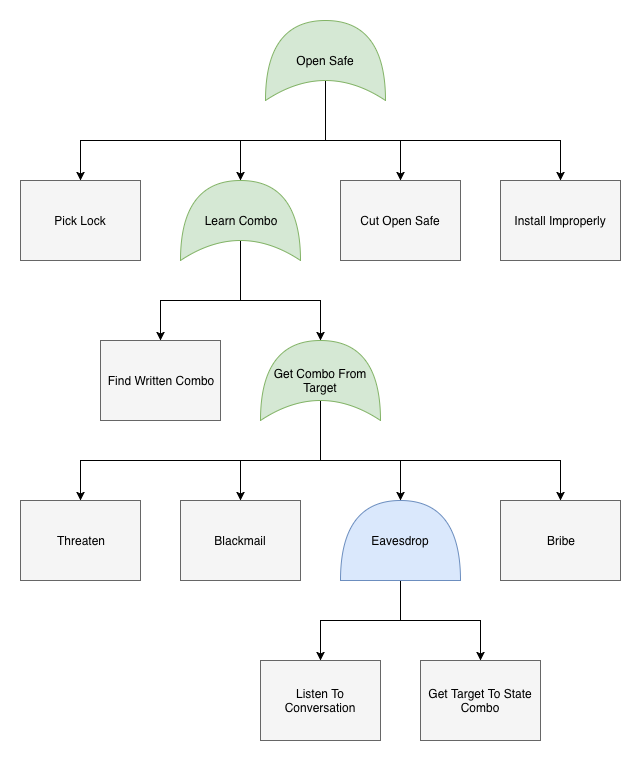 Open Safe
Pick Lock
Learn Combo
Cut Open Safe
Install Improperly
Find Written Combo
Get Combo From
Target
Threaten
Blackmail
Eavesdrop
Bribe
Listen To
Conversation
Get Target To State
Combo